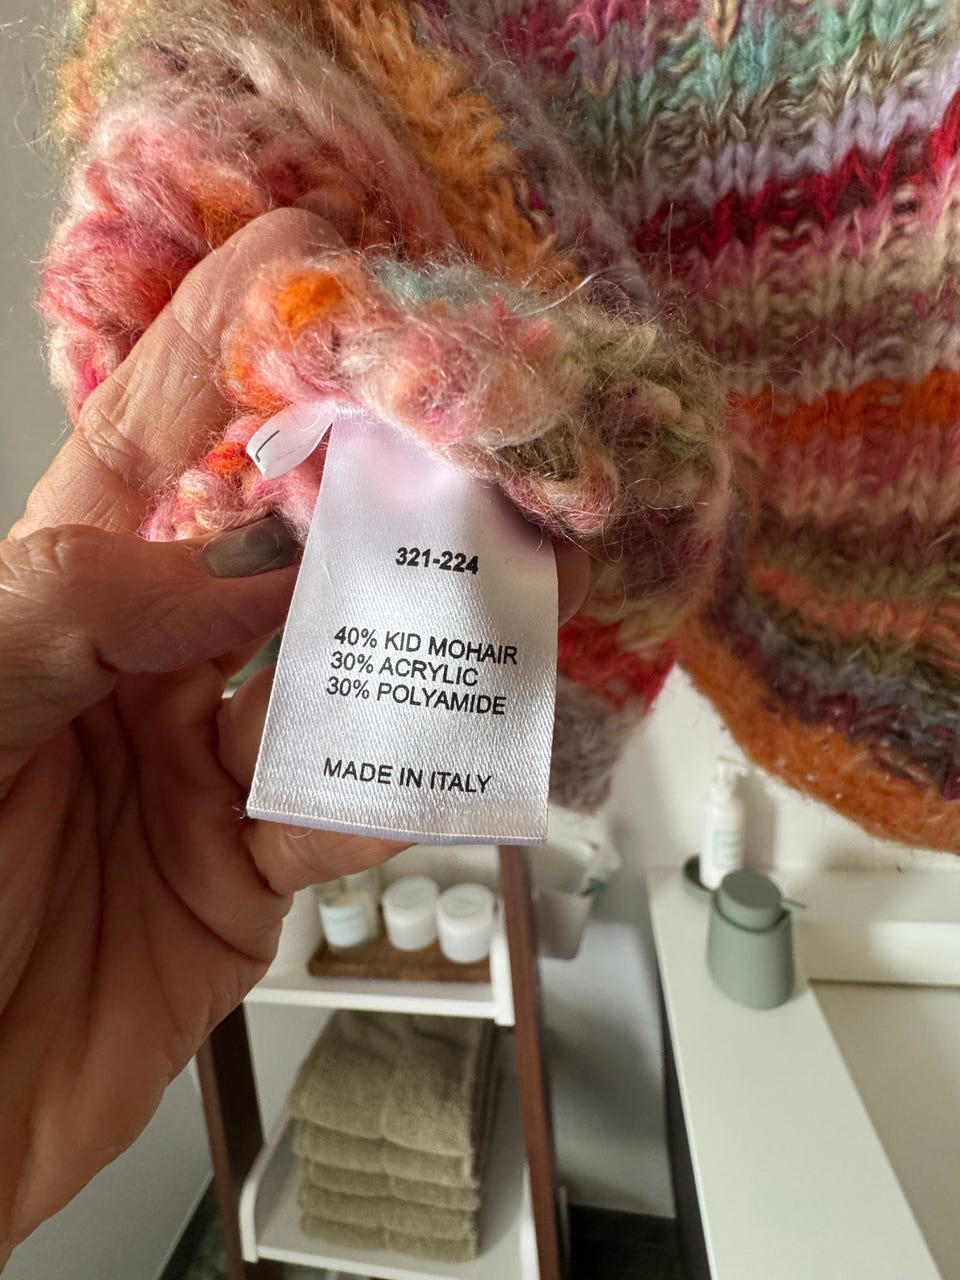 321-224
40% KID MOHAIR
30% ACRYLIC
30% POLYAMIDE
MADE IN ITALY